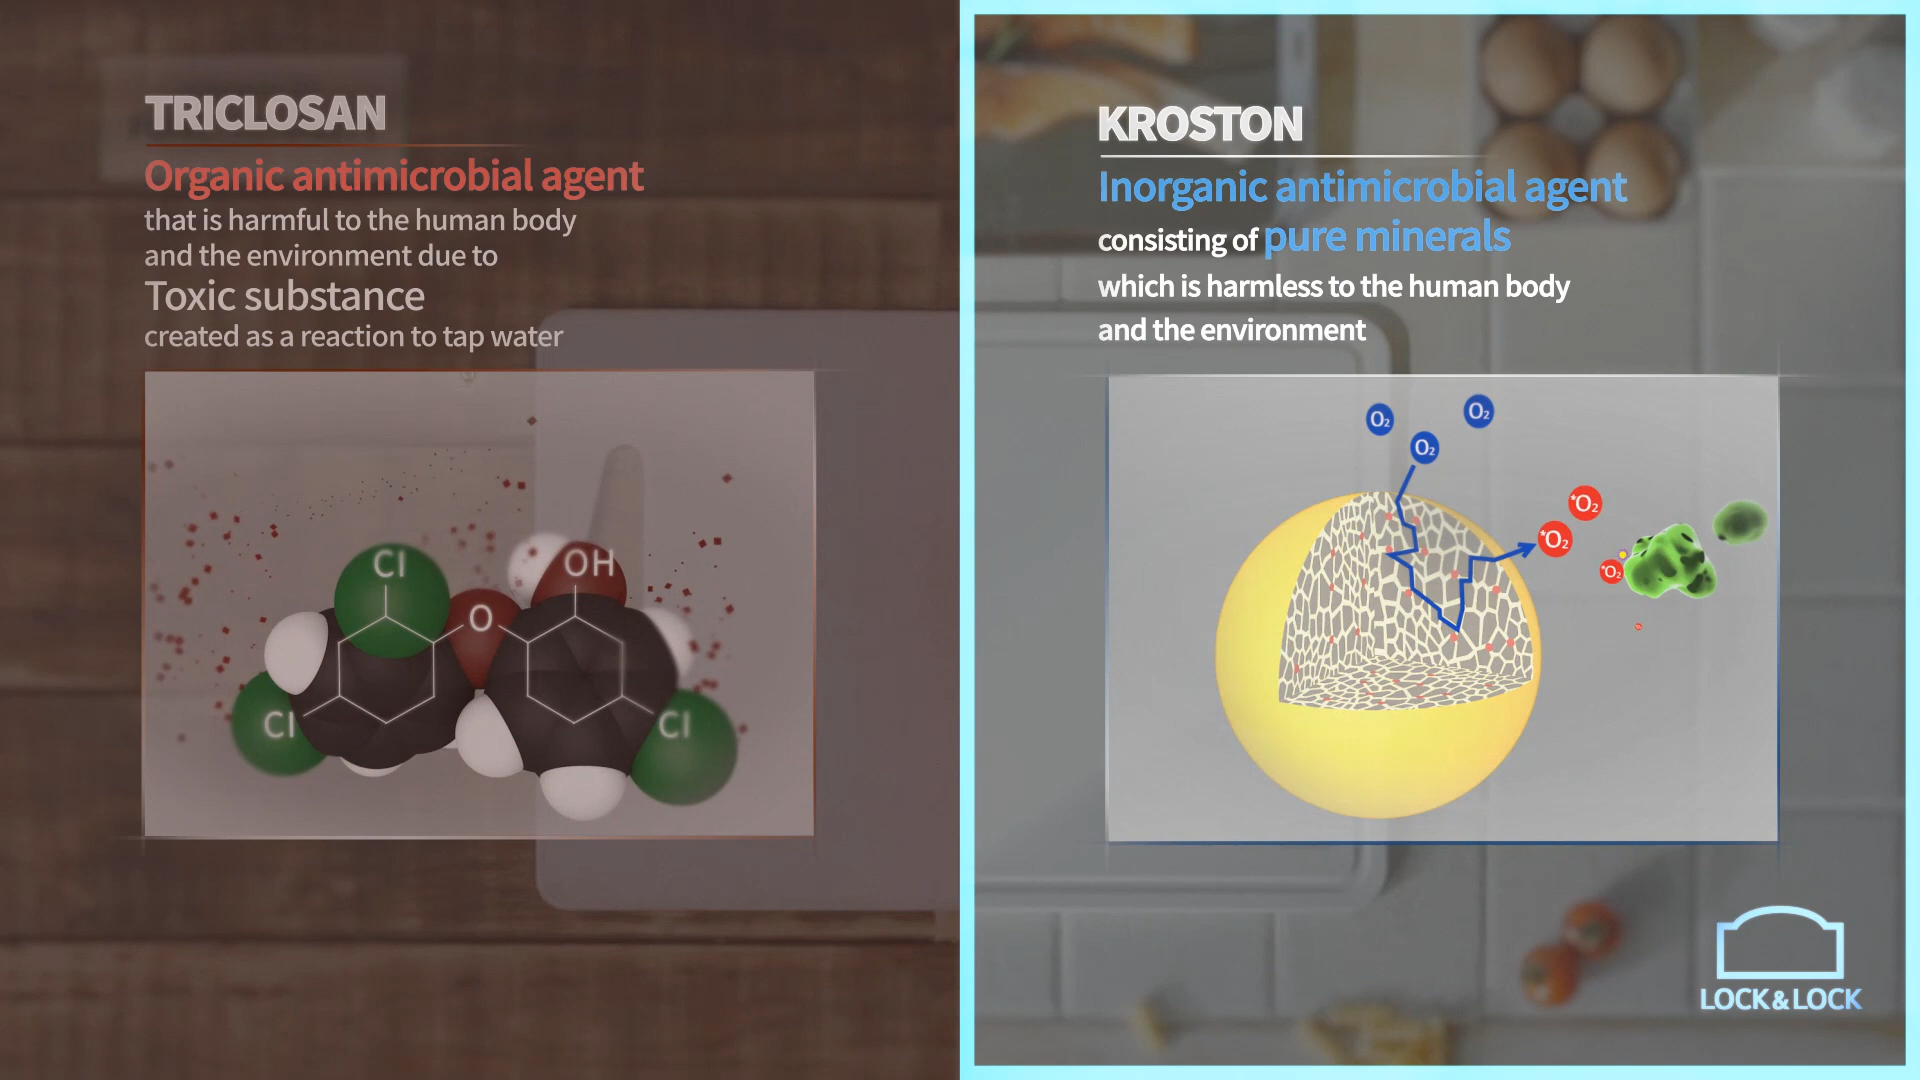 TRICLOSAN
Organic antimicrobial agent
that is harmful to the human body
and the environment due to
Toxic substance
created as a reaction to tap water
Cl
OH
O
Cl
Cl
KROSTON
Inorganic antimicrobial agent
consisting of pure minerals
which is harmless to the human body
and the environment
O₂
O₂
O₂
*O₂
*O₂
*O₂
LOCK&LOCK